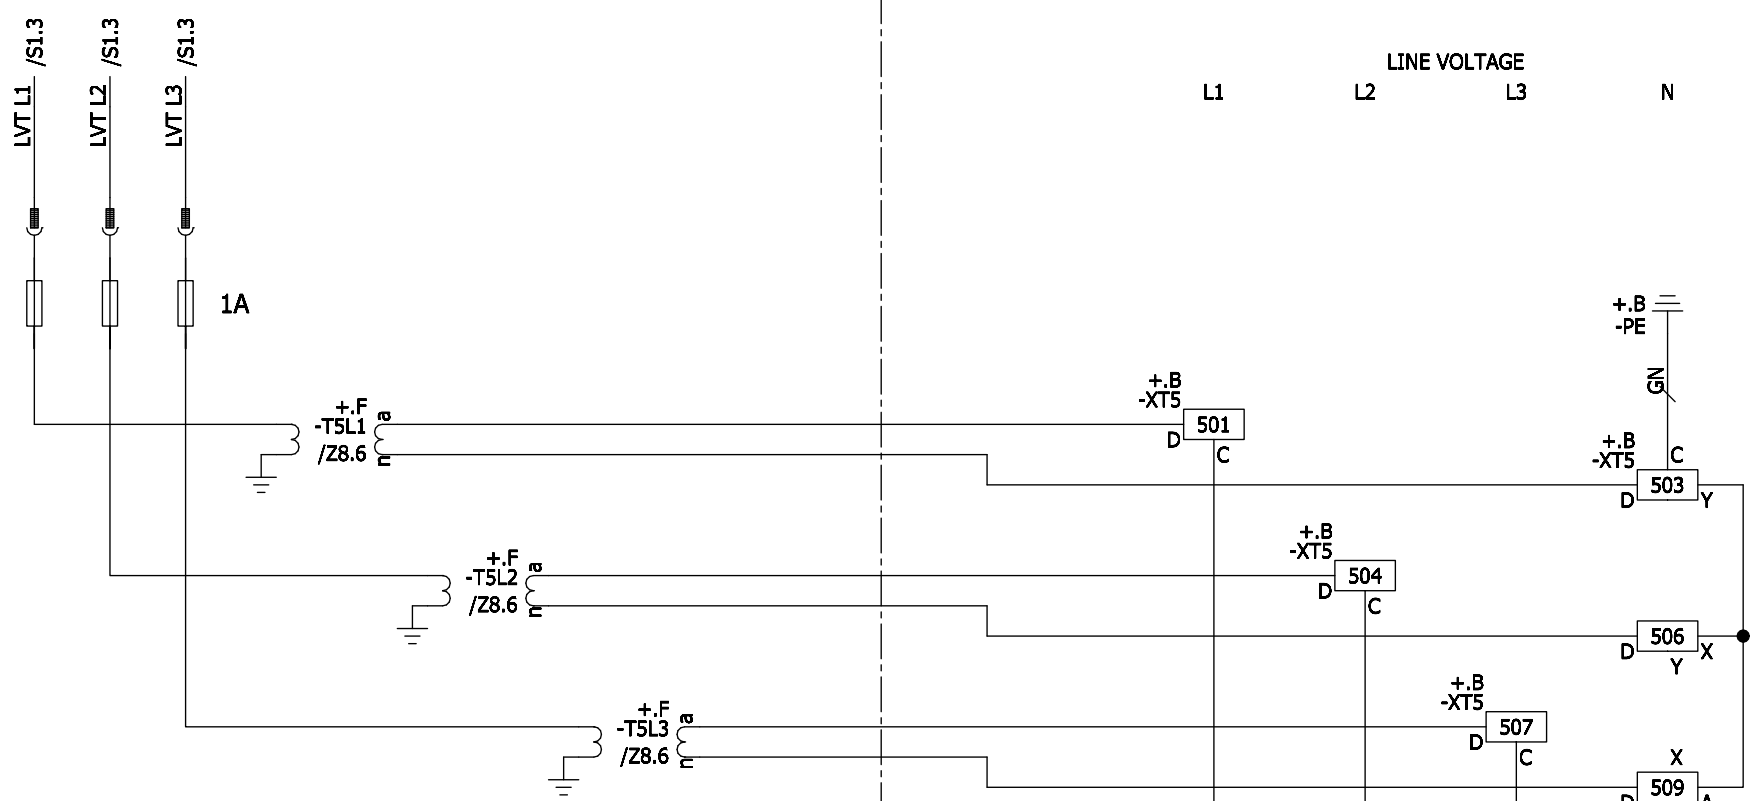 /S1.3 /S1.3 /S1.3
LINE VOLTAGE
L1 L2 L3 N
LVT L1 LVT L2 LVT L3
1A
+.B
-PE
GN
+.B
-XT5
501
D
C
+.F
-T5L1
/Z8.6
a
n
+.B
-XT5
C
503
D Y
+.F
-T5L2
/Z8.6
a
n
+.B
-XT5
504
D
C
506
D X
Y
+.F
-T5L3
/Z8.6
a
n
+.B
-XT5
507
D
C
X
509
D A